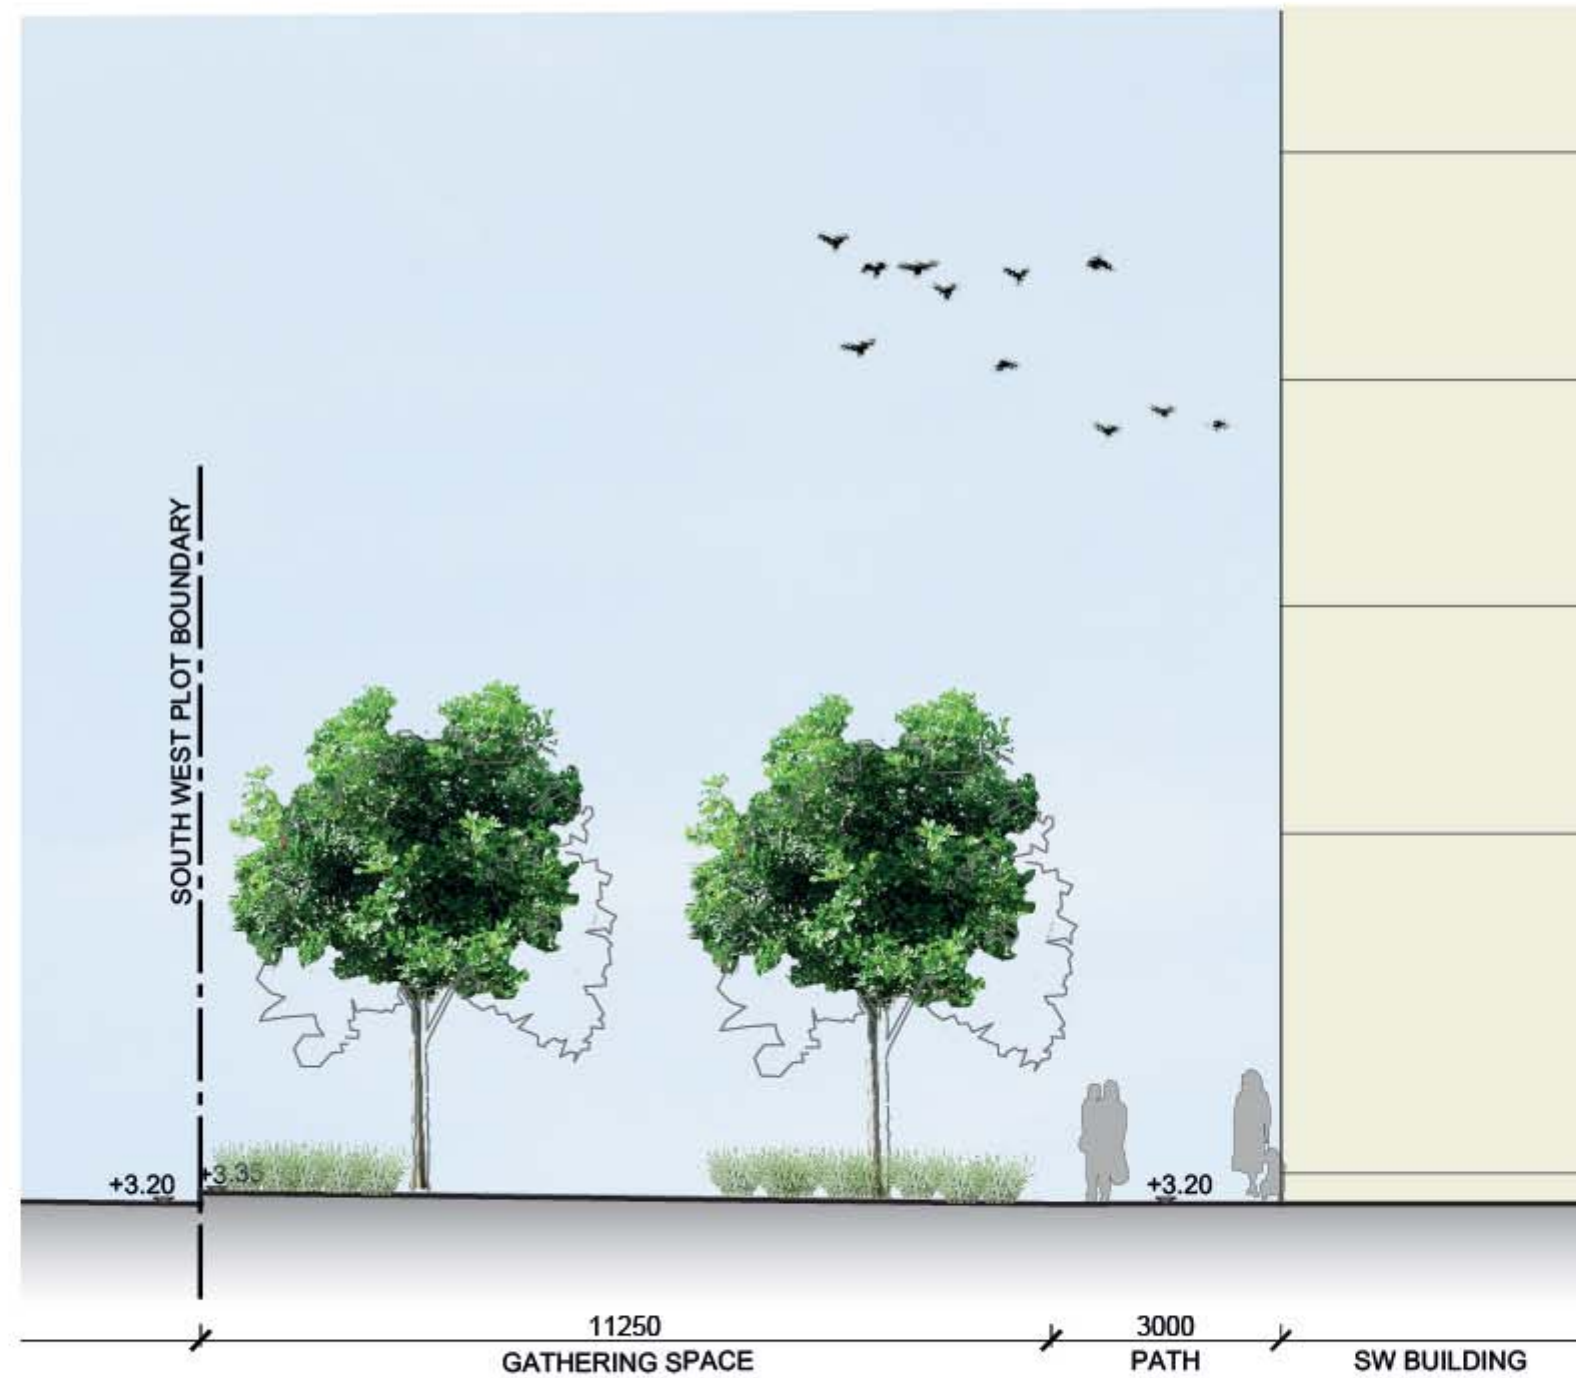 SOUTH WEST PLOT BOUNDARY
+3.20
+3.35
+3.20
11250
3000
GATHERING SPACE
PATH
SW BUILDING